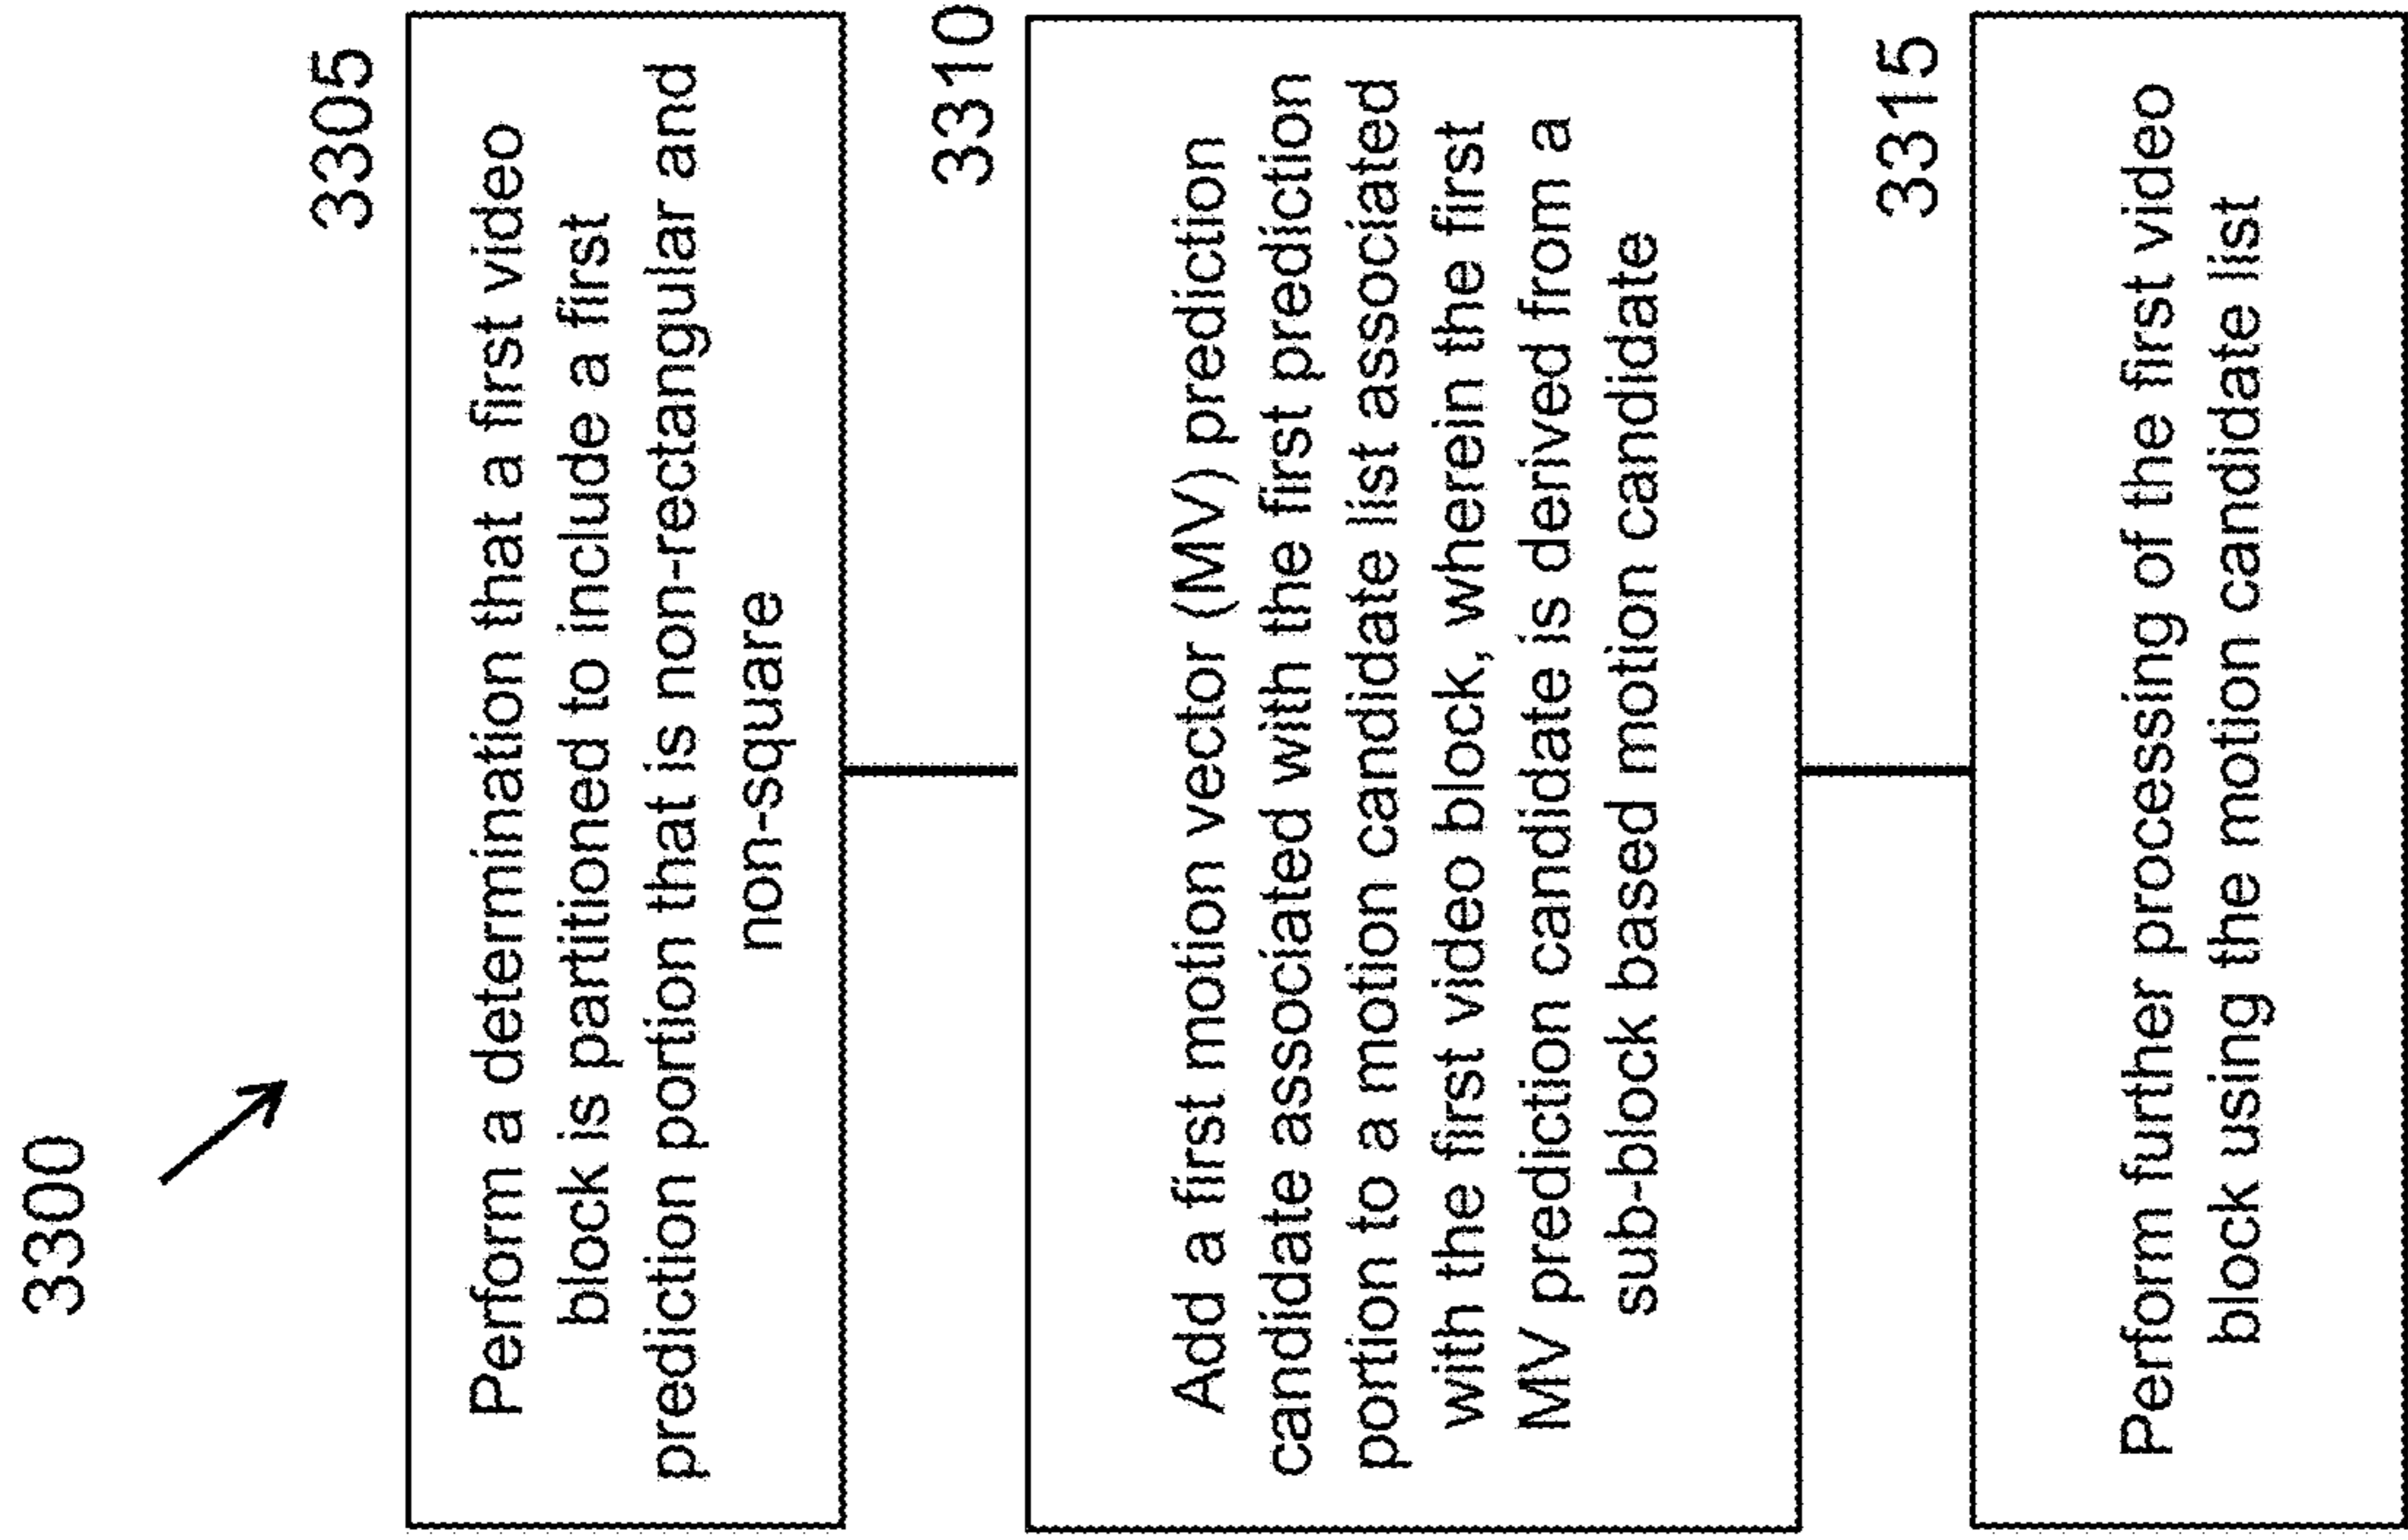 3300
3305
Perform a determination that a first video
block is partitioned to include a first
prediction portion that is non-rectangular and
non-square
3310
Add a first motion vector (MV) prediction
candidate associated with the first prediction
portion to a motion candidate list associated
with the first video block, wherein the first
MV prediction candidate is derived from a
sub-block based motion candidate
3315
Perform further processing of the first video
block using the motion candidate list